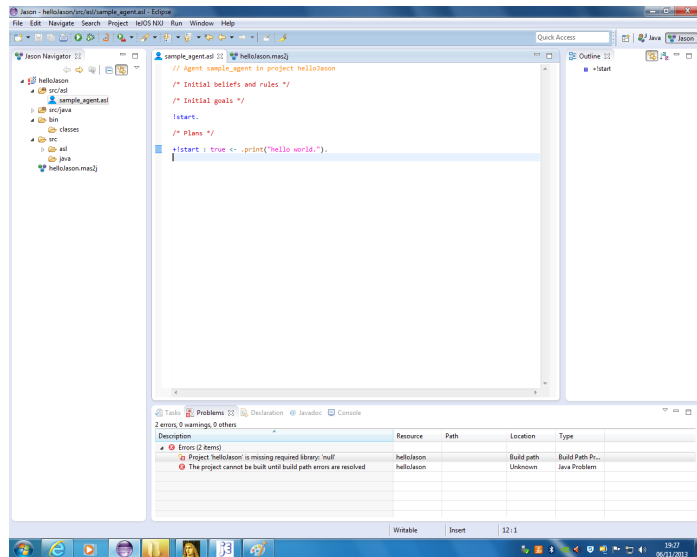 Jason - helloJason/src/asl/sample_agent.asl - Eclipse
File Edit Navigate Search Project leJOS NXJ Run Window Help
Quick Access Java Jason
Jason Navigator
helloJason
src/asl
sample_agent.asl
src/java
bin
classes
src
asl
java
helloJason.mas2j
sample_agent.asl helloJason.mas2j
// Agent sample_agent in project helloJason
/* Initial beliefs and rules */
/* Initial goals */
!start.
/* Plans */
+!start : true <- .print("hello world.").
Outline
+!start
Tasks Problems Declaration @ Javadoc Console
2 errors, 0 warnings, 0 others
Description Resource Path Location Type
Errors (2 items)
Project 'helloJason' is missing required library: 'null' helloJason Build path Build Path Pr...
The project cannot be built until build path errors are resolved helloJason Unknown Java Problem
Writable Insert 12 : 1
19:27
06/11/2013